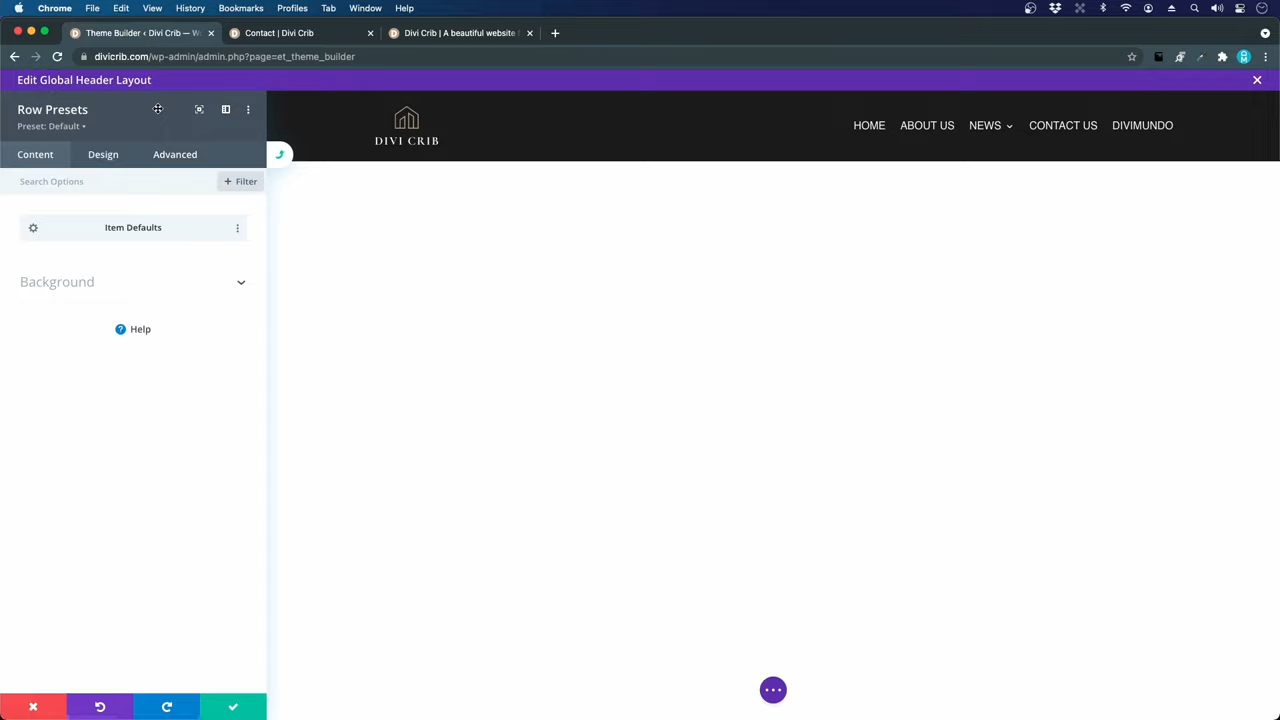 Chrome File Edit View History Bookmarks Profiles Tab Window Help
Theme Builder ‹ Divi Crib — W
Contact | Divi Crib
Divi Crib | A beautiful website
divicrib.com/wp-admin/admin.php?page=et_theme_builder
Edit Global Header Layout
Row Presets
Preset: Default
Content Design Advanced
Search Options
+ Filter
Item Defaults
Background
? Help
DIVI CRIB
HOME ABOUT US NEWS CONTACT US DIVIMUNDO